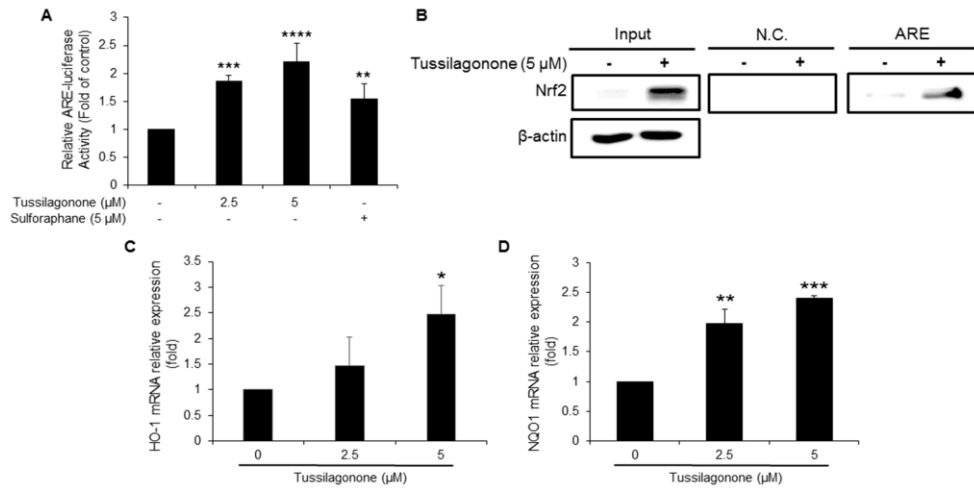 A
Relative ARE-luciferase
Activity (Fold of control)
3
2.5
2
1.5
1
0.5
0
***
****
**
Tussilagonone (µM) - 2.5 5 -
Sulforaphane (5 µM) - - - +
B
Input N.C. ARE
Tussilagonone (5 µM) - + - + - +
Nrf2
β-actin
C
HO-1 mRNA relative expression
(fold)
3.5
3
2.5
2
1.5
1
0.5
0
*
0 2.5 5
Tussilagonone (µM)
D
NQO1 mRNA relative expression
(fold)
3
2.5
2
1.5
1
0.5
0
**
***
0 2.5 5
Tussilagonone (µM)